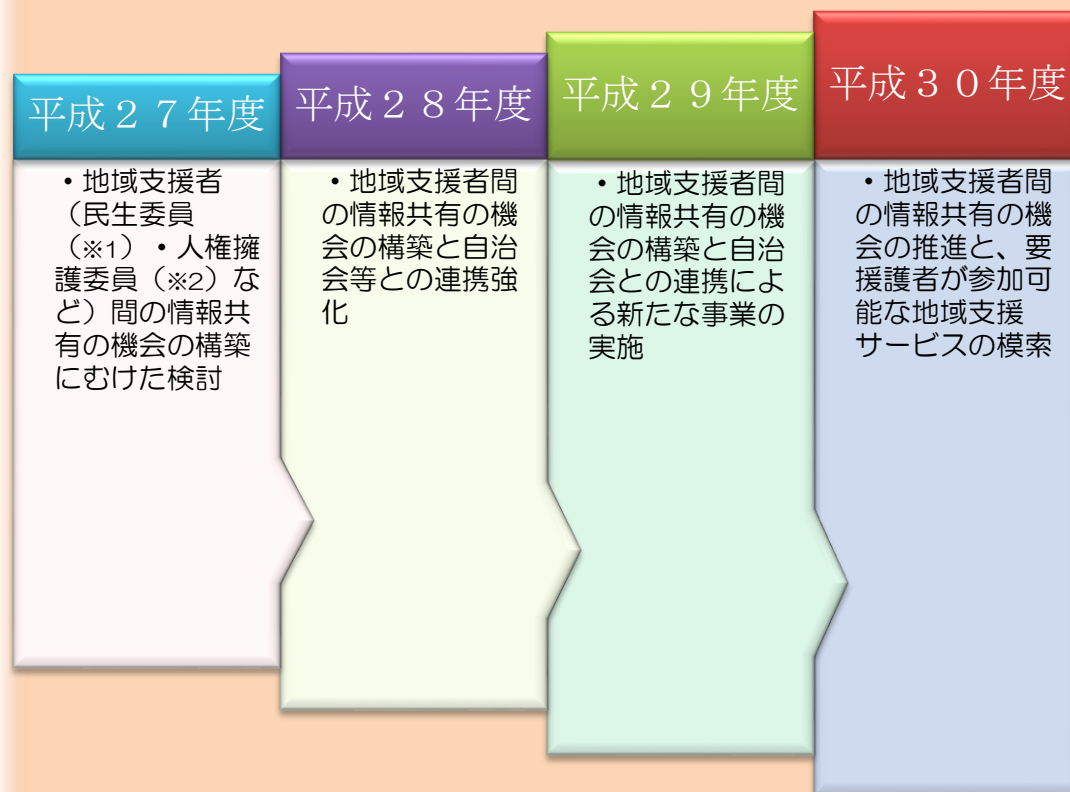 平成２７年度
・地域支援者
（民生委員
（※1）・人権擁
護委員（※2）な
ど）間の情報共
有の機会の構築
にむけた検討
平成２８年度
・地域支援者間
の情報共有の機
会の構築と自治
会等との連携強
化
平成２９年度
・地域支援者間
の情報共有の機
会の構築と自治
会との連携によ
る新たな事業の
実施
平成３０年度
・地域支援者間
の情報共有の機
会の推進と、要
援護者が参加可
能な地域支援
サービスの模索